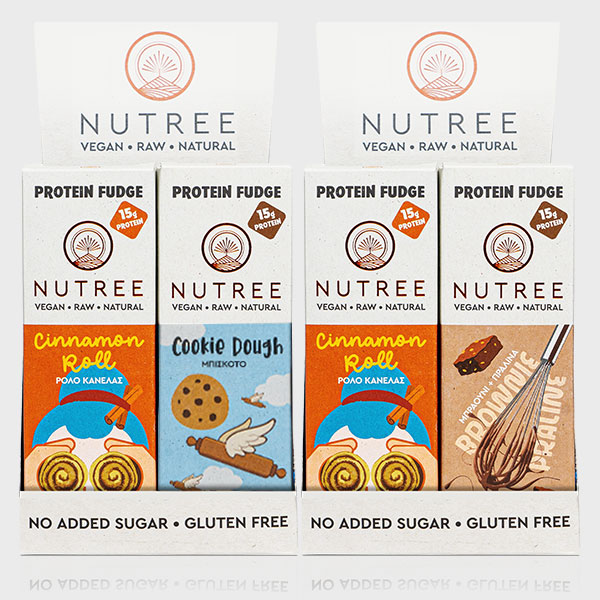 NUTREE
VEGAN • RAW • NATURAL
PROTEIN FUDGE
15g
PROTEIN
NUTREE
VEGAN • RAW • NATURAL
Cinnamon
Roll
ΡΟΛΟ ΚΑΝΕΛΑΣ
PROTEIN FUDGE
15g
PROTEIN
NUTREE
VEGAN • RAW • NATURAL
Cookie Dough
ΜΠΙΣΚΟΤΟ
NO ADDED SUGAR • GLUTEN FREE
NUTREE
VEGAN • RAW • NATURAL
PROTEIN FUDGE
15g
PROTEIN
NUTREE
VEGAN • RAW • NATURAL
Cinnamon
Roll
ΡΟΛΟ ΚΑΝΕΛΑΣ
PROTEIN FUDGE
15g
PROTEIN
NUTREE
VEGAN • RAW • NATURAL
ΜΠΡΑΟΥΝΙ + ΠΡΑΛΙΝΑ
BROWNIE
PRALINE
NO ADDED SUGAR • GLUTEN FREE